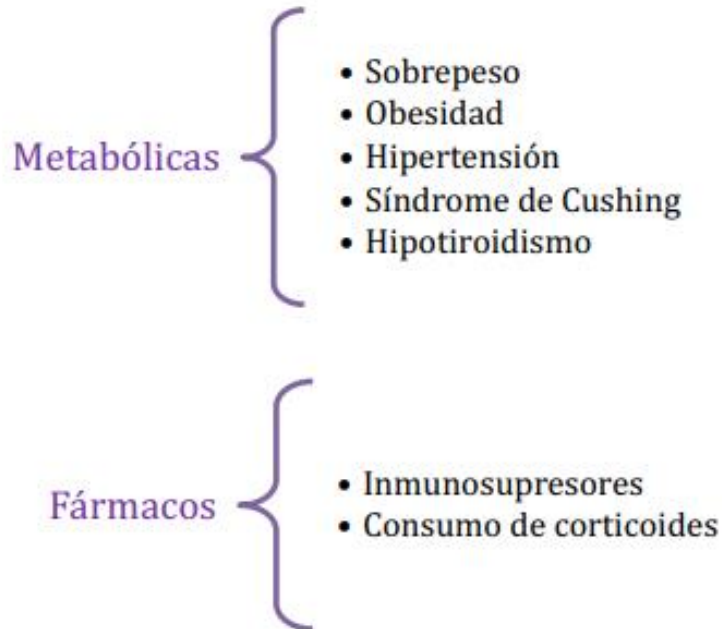 Metabólicas
• Sobrepeso
• Obesidad
• Hipertensión
• Síndrome de Cushing
• Hipotiroidismo
Fármacos
• Inmunosupresores
• Consumo de corticoides